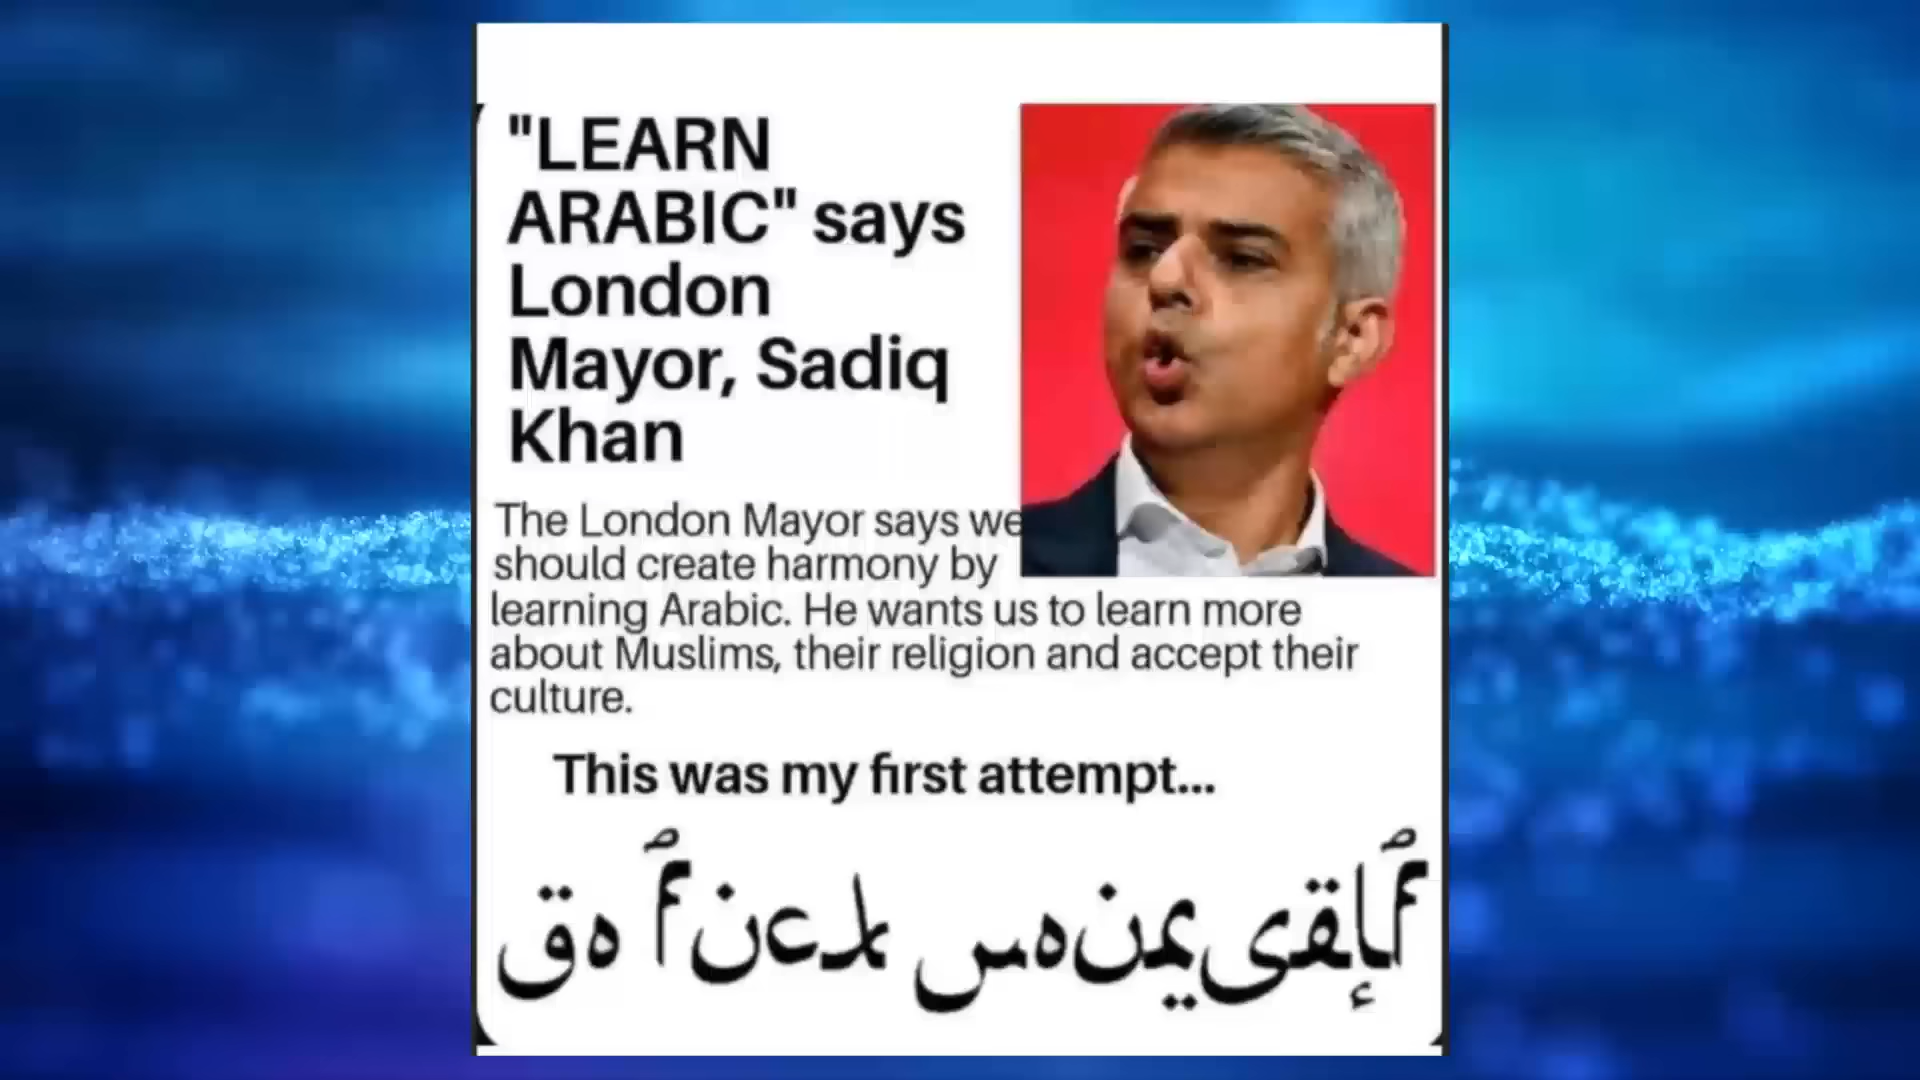 "LEARN
ARABIC" says
London
Mayor, Sadiq
Khan
The London Mayor says we
should create harmony by
learning Arabic. He wants us to learn more
about Muslims, their religion and accept their
culture.
This was my first attempt...